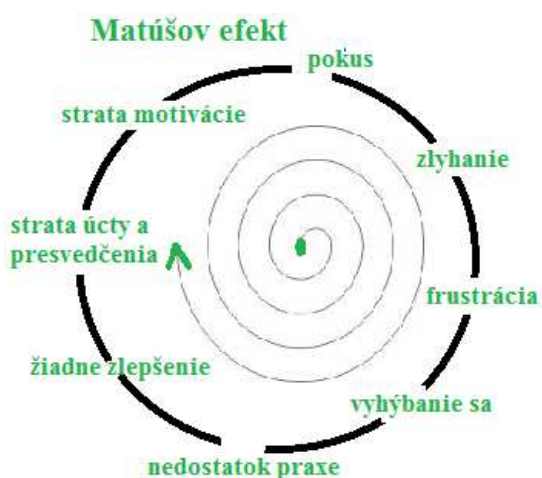 Matúšov efekt
pokus
zlyhanie
frustrácia
vyhýbanie sa
nedostatok praxe
žiadne zlepšenie
strata úcty a
presvedčenia
strata motivácie